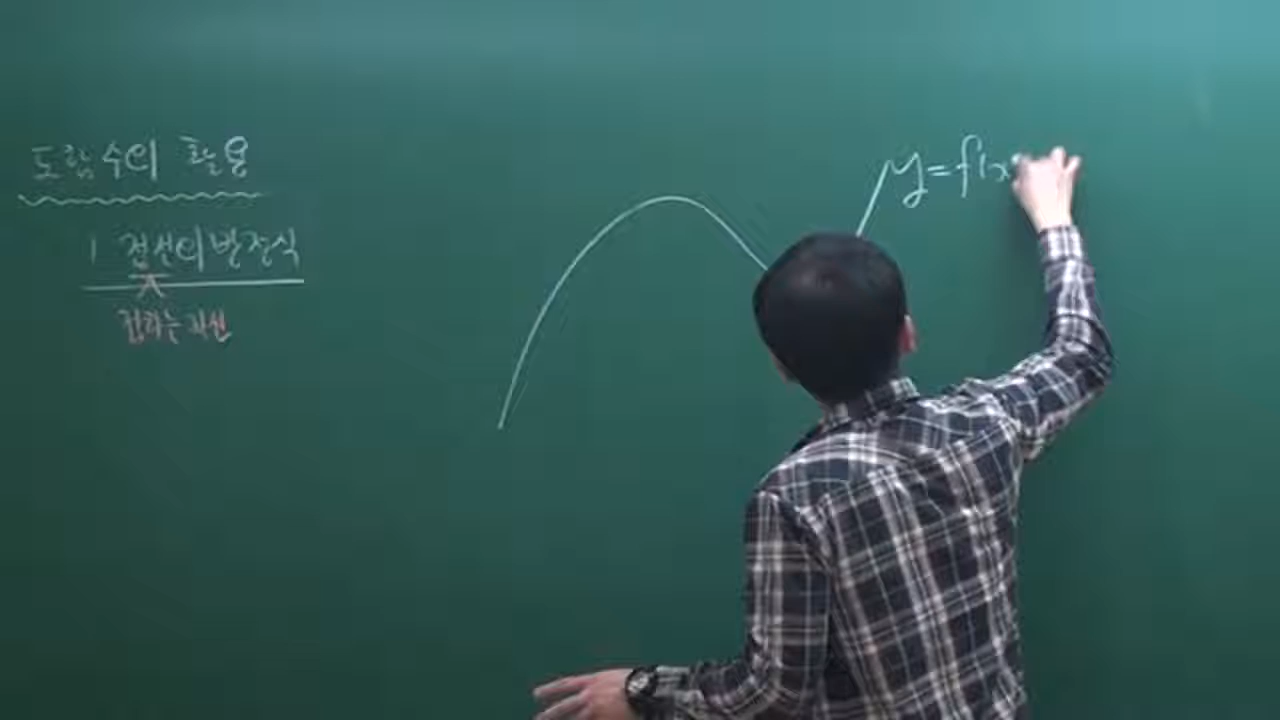 도함수의 활용
1 접선의 방정식
접하는 직선
y=f(x